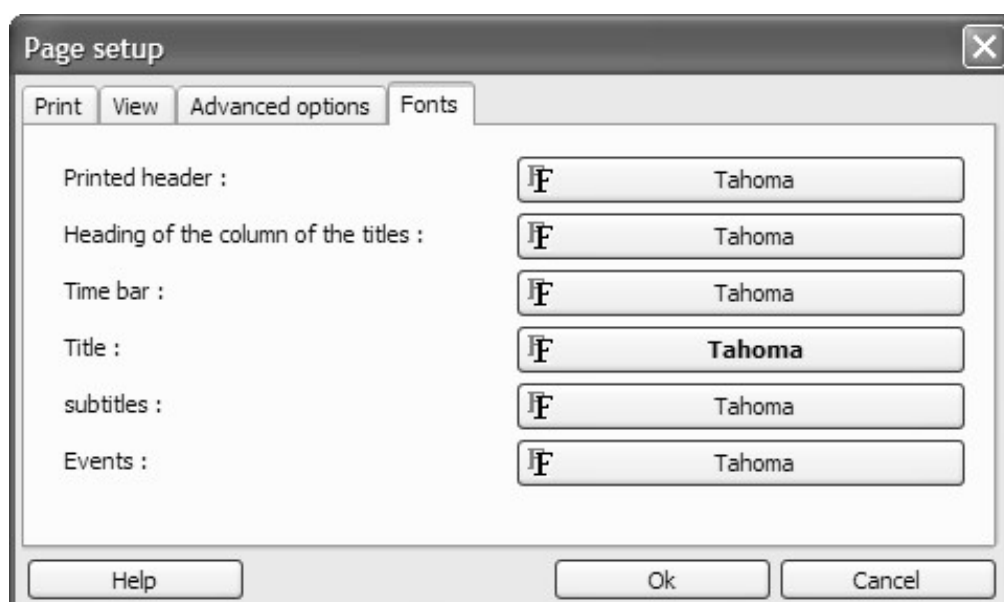 Page setup
Print View Advanced options Fonts
Printed header : Tahoma
Heading of the column of the titles : Tahoma
Time bar : Tahoma
Title : Tahoma
subtitles : Tahoma
Events : Tahoma
Help Ok Cancel